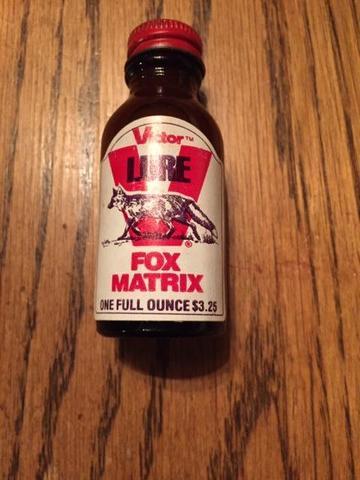 Victor™
LURE
®
FOX
MATRIX
ONE FULL OUNCE $3.25